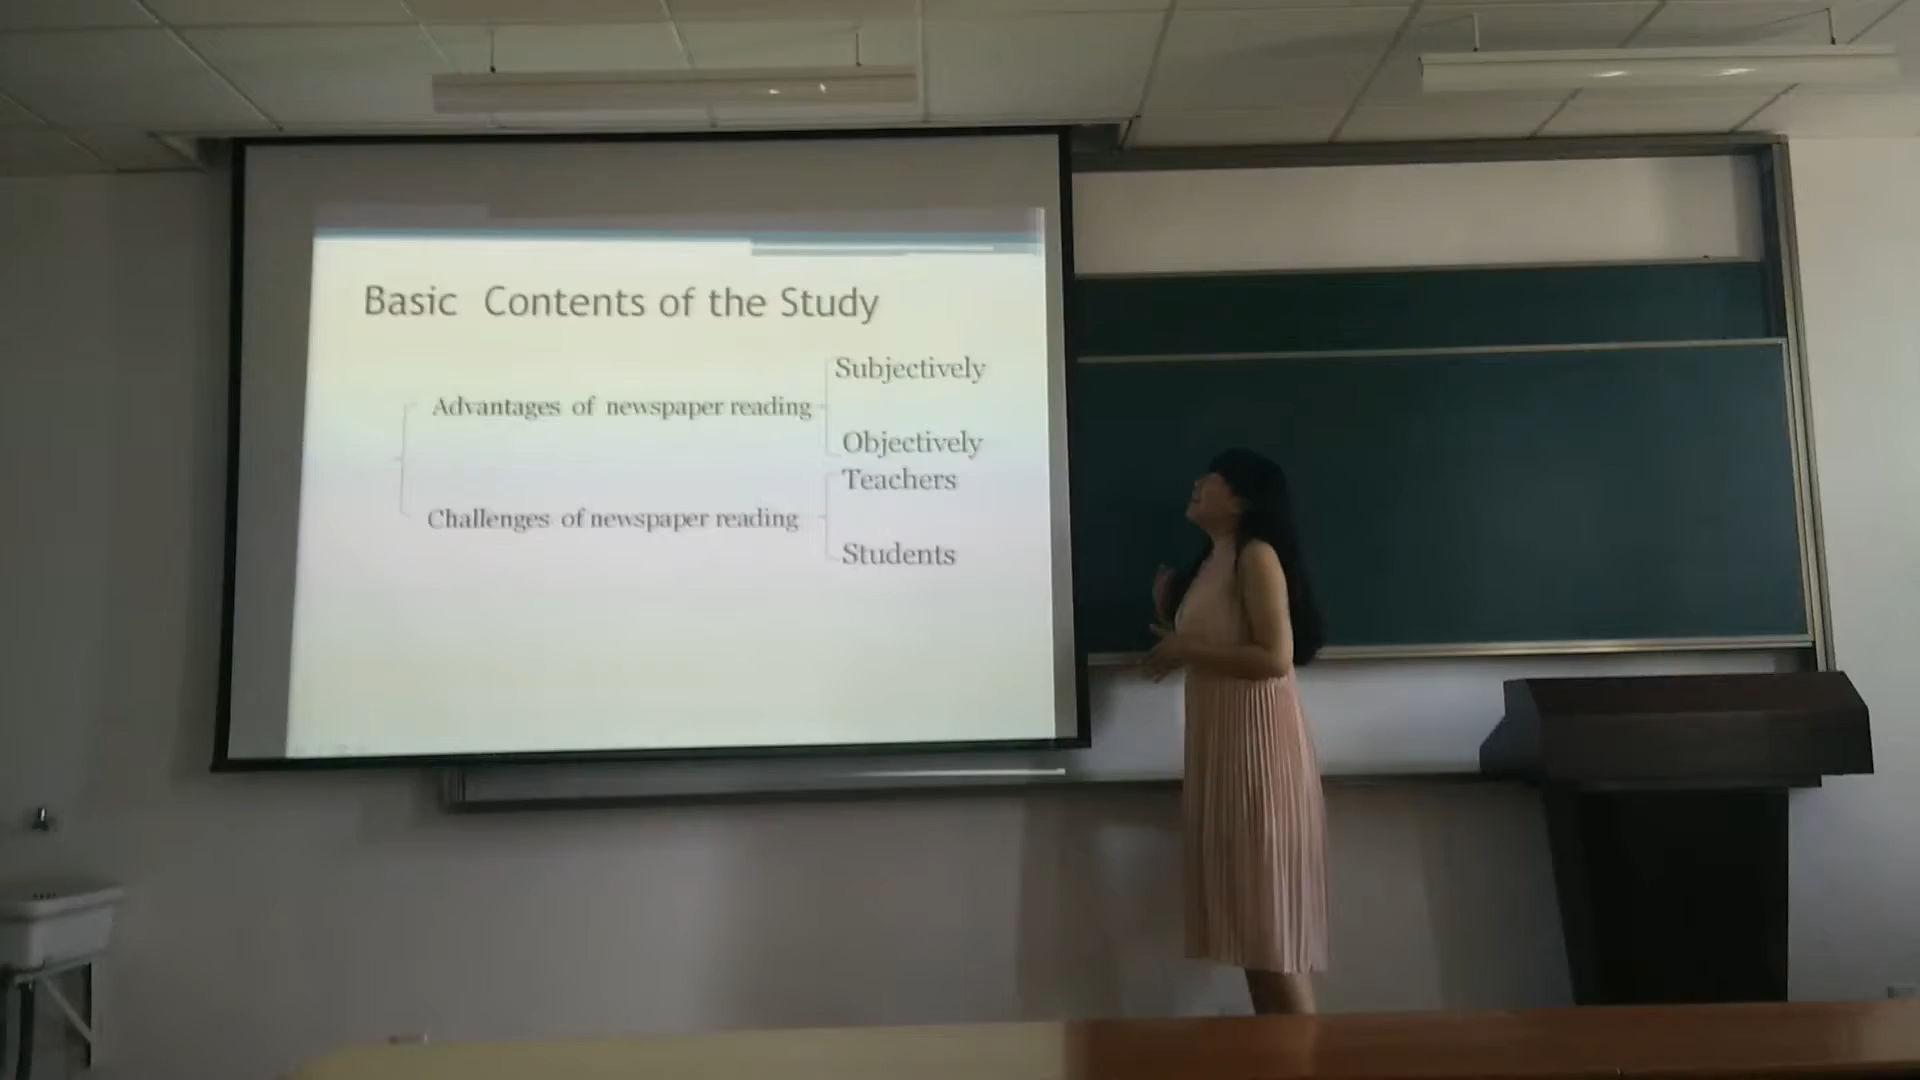 Basic Contents of the Study
Subjectively
Advantages of newspaper reading
Objectively
Teachers
Challenges of newspaper reading
Students